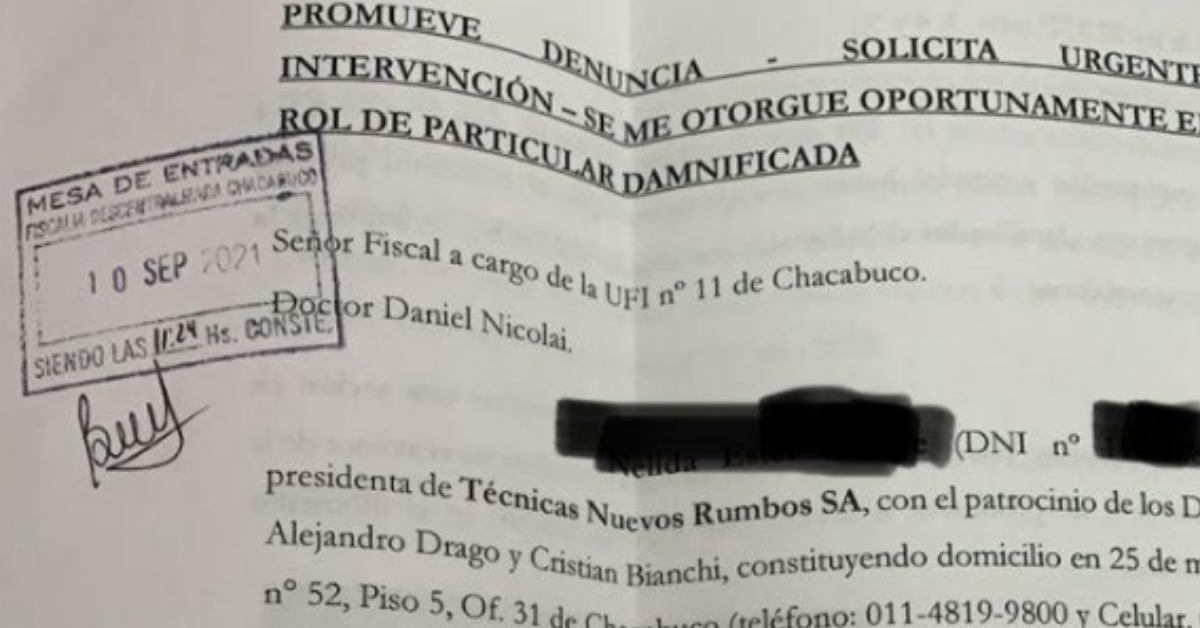 PROMUEVE DENUNCIA - SOLICITA URGENTE
INTERVENCIÓN – SE ME OTORGUE OPORTUNAMENTE E
ROL DE PARTICULAR DAMNIFICADA
MESA DE ENTRADAS
FISCALIA DESCENTRALIZADA CHACABUCO
10 SEP 2021
SIENDO LAS 11:24 Hs. CONSTE.
Señor Fiscal a cargo de la UFI nº 11 de Chacabuco.
Doctor Daniel Nicolai.
(DNI nº
presidenta de Técnicas Nuevos Rumbos SA, con el patrocinio de los D
Alejandro Drago y Cristian Bianchi, constituyendo domicilio en 25 de m
nº 52, Piso 5, Of. 31 de Chacabuco (teléfono: 011-4819-9800 y Celular.